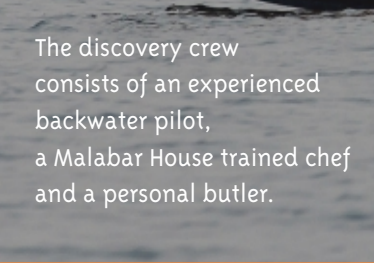 The discovery crew
consists of an experienced
backwater pilot,
a Malabar House trained chef
and a personal butler.